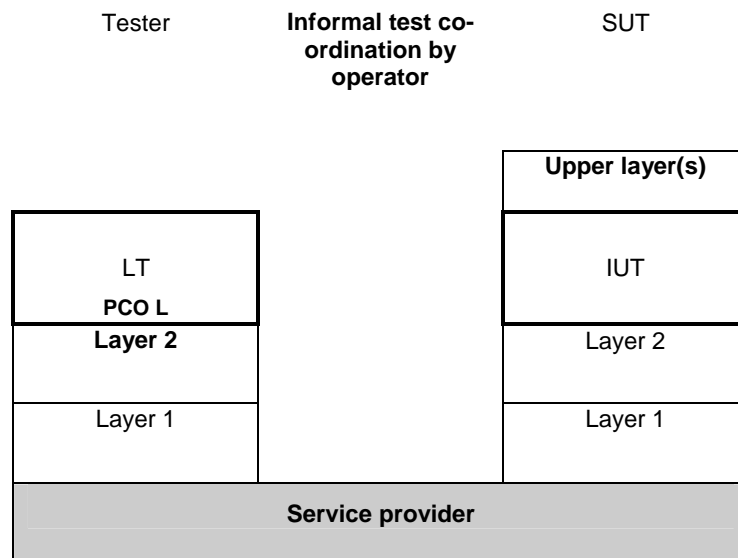 Tester
Informal test co-
ordination by
operator
SUT
Upper layer(s)
LT
IUT
PCO L
Layer 2
Layer 2
Layer 1
Layer 1
Service provider